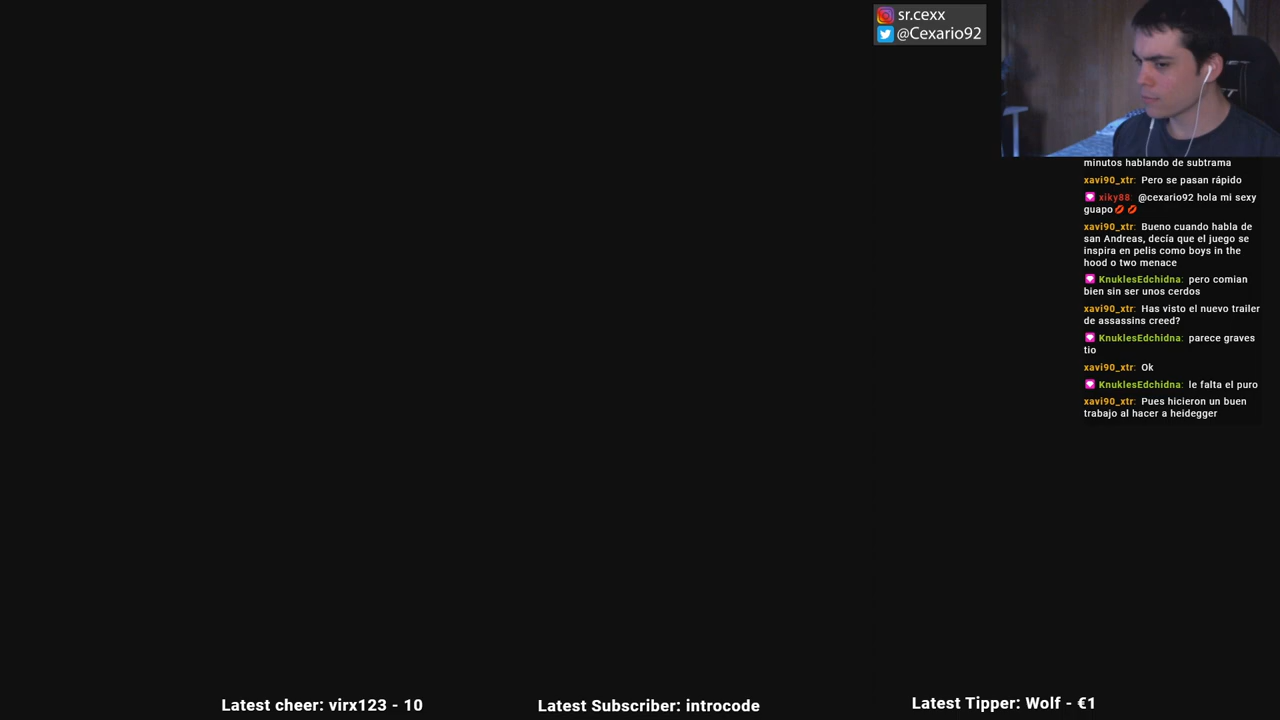 sr.cexx
@Cexario92
minutos hablando de subtrama
xavi90_xtr: Pero se pasan rápido
xiky88: @cexario92 hola mi sexy
guapo💋 💋
xavi90_xtr: Bueno cuando habla de
san Andreas, decía que el juego se
inspira en pelis como boys in the
hood o two menace
KnuklesEdchidna: pero comian
bien sin ser unos cerdos
xavi90_xtr: Has visto el nuevo trailer
de assassins creed?
KnuklesEdchidna: parece graves
tio
xavi90_xtr: Ok
KnuklesEdchidna: le falta el puro
xavi90_xtr: Pues hicieron un buen
trabajo al hacer a heidegger
Latest cheer: virx123 - 10
Latest Subscriber: introcode
Latest Tipper: Wolf - €1